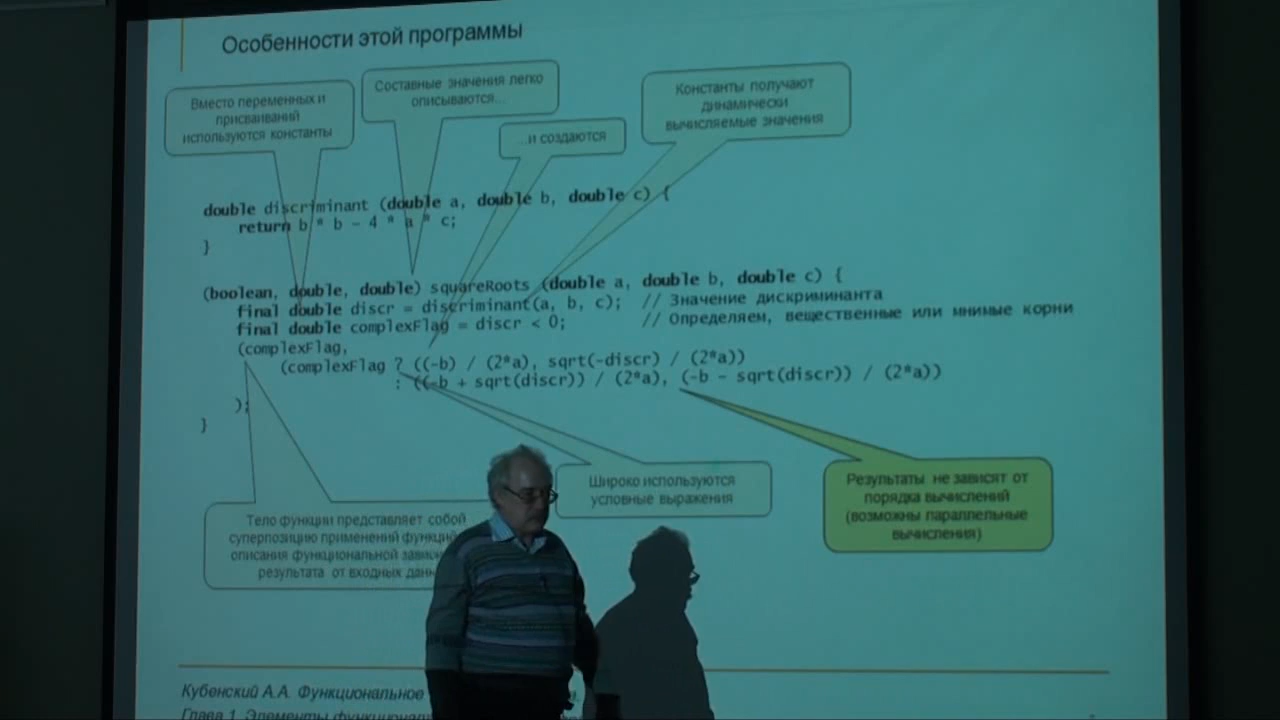 Особенности этой программы
Вместо переменных и
присваиваний
используются константы
Составные значения легко
описываются...
...и создаются
Константы получают
динамически
вычисляемые значения
double discriminant (double a, double b, double c) {
return b * b - 4 * a * c;
}
(boolean, double, double) squareRoots (double a, double b, double c) {
final double discr = discriminant(a, b, c); // Значение дискриминанта
final double complexFlag = discr < 0; // Определяем, вещественные или мнимые корни
(complexFlag,
(complexFlag ? ((-b) / (2*a), sqrt(-discr) / (2*a))
: ((-b + sqrt(discr)) / (2*a), (-b - sqrt(discr)) / (2*a))
);
}
Широко используются
условные выражения
Результаты не зависят от
порядка вычислений
(возможны параллельные
вычисления)
Тело функции представляет собой
суперпозицию применений
описания функциональной
результата от входных
Кубенский А.А. Функциональное
Глава 1. Элементы